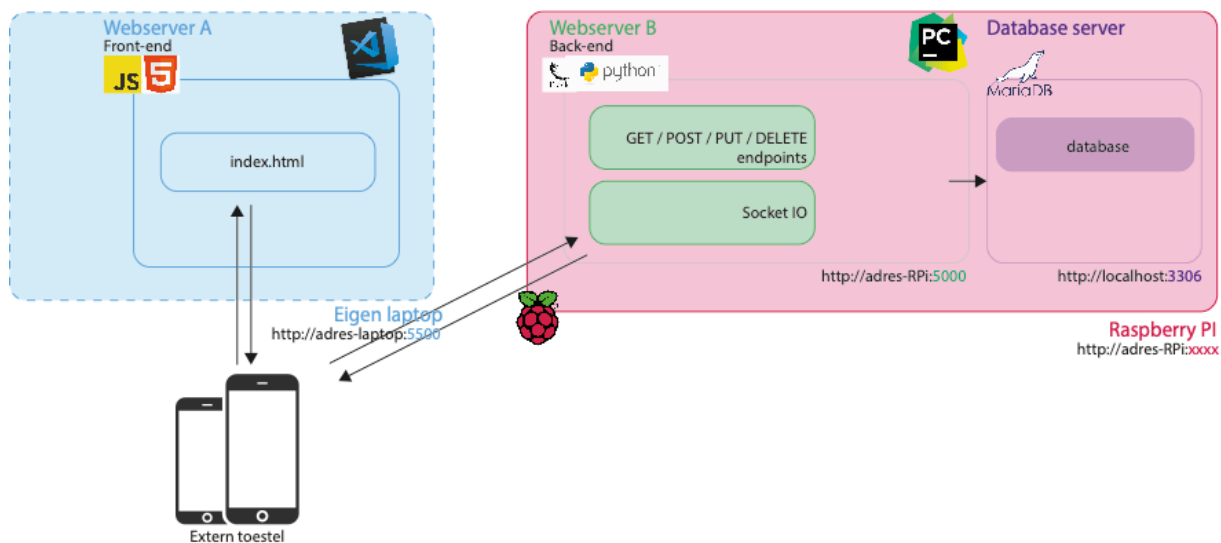 Webserver A
Front-end
JS
5
index.html
Eigen laptop
http://adres-laptop:5500
Extern toestel
Webserver B
Back-end
python
PC
GET / POST / PUT / DELETE
endpoints
Socket IO
http://adres-RPi:5000
Database server
MariaDB
database
http://localhost:3306
Raspberry PI
http://adres-RPi:xxxx